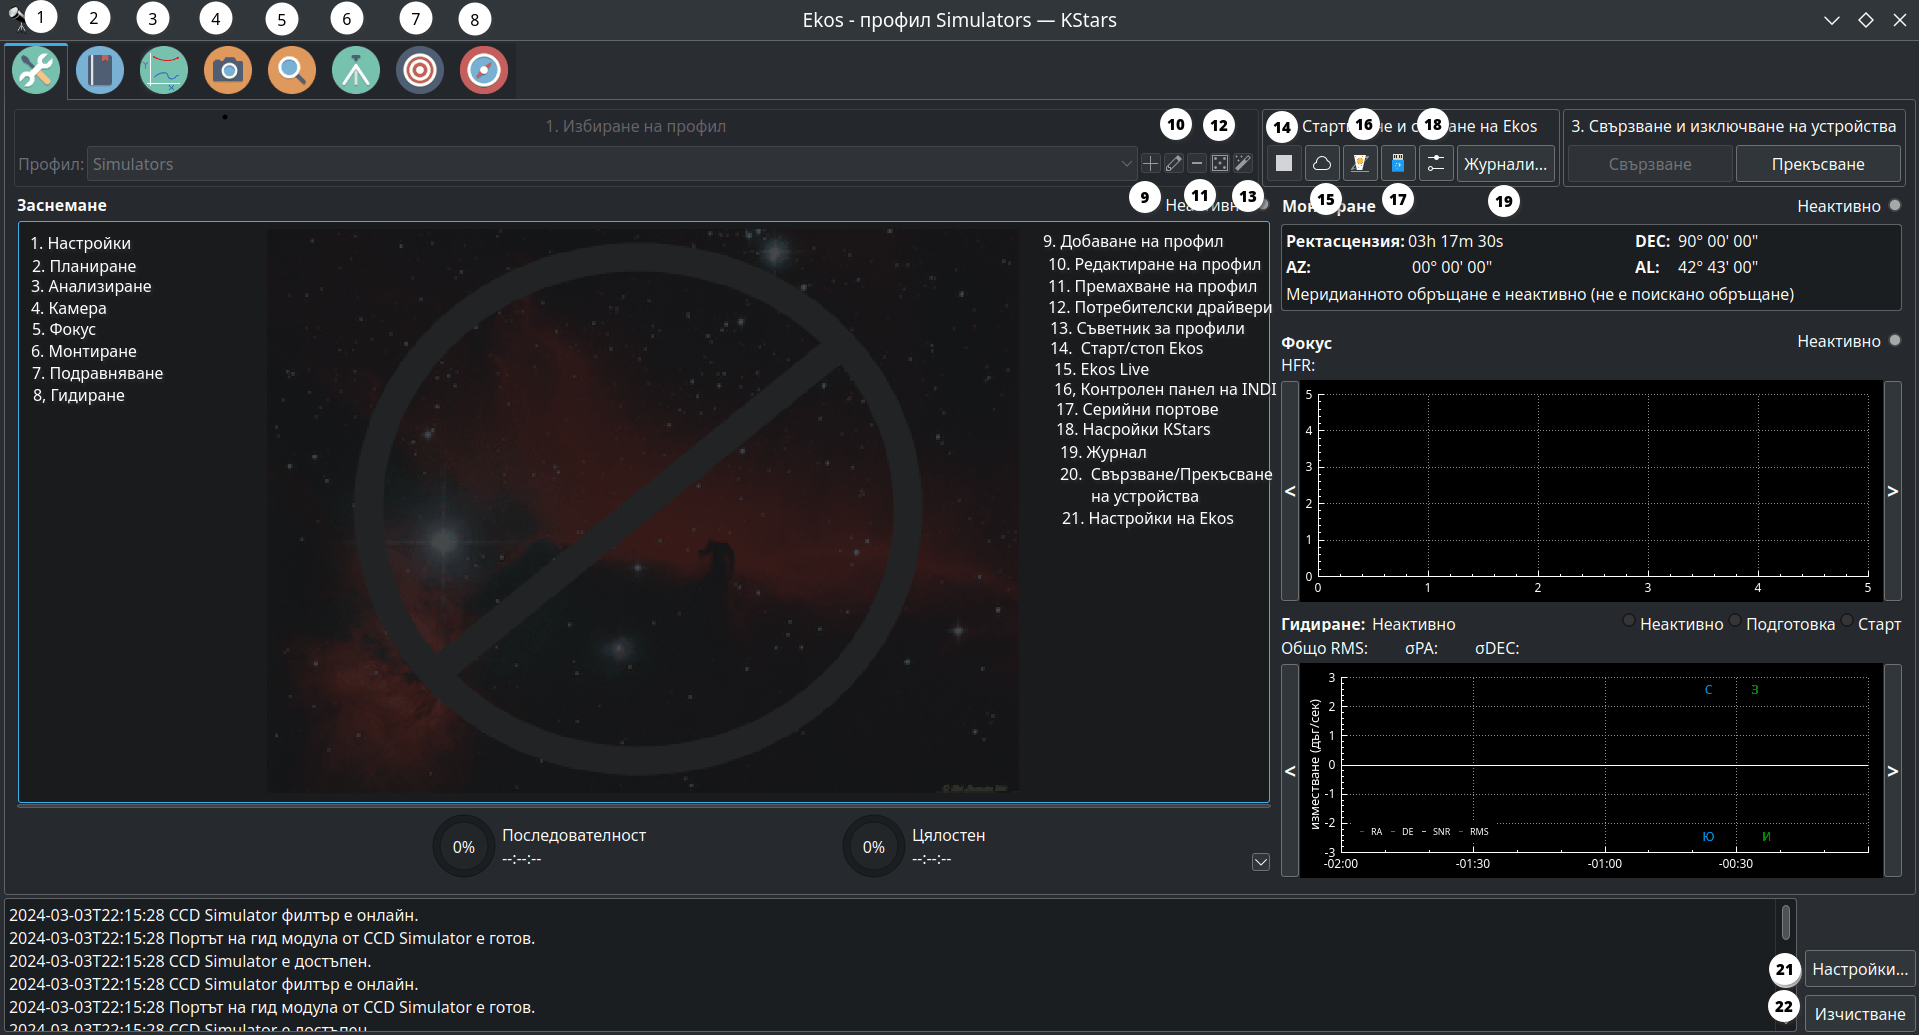 1 2 3 4 5 6 7 8
Ekos - профил Simulators — KStars
1. Избиране на профил
Профил: Simulators
10 12
9 11 13
14 16 18
Ekos
3. Свързване и изключване на устройства
Журнали...
Свързване Прекъсване
15 17 19
Заснемане
1. Настройки
2. Планиране
3. Анализиране
4. Камера
5. Фокус
6. Монтиране
7. Подравняване
8, Гидиране
9. Добаване на профил
10. Редактиране на профил
11. Премахване на профил
12. Потребителски драйвери
13. Съветник за профили
14. Старт/стоп Ekos
15. Ekos Live
16, Контролен панел на INDI
17. Серийни портове
18. Насройки KStars
19. Журнал
20. Свързване/Прекъсване
на устройства
21. Настройки на Ekos
0% Последователност
--:--:--
0% Цялостен
--:--:--
Неактивно
Ректасцензия: 03h 17m 30s DEC: 90° 00' 00"
AZ: 00° 00' 00" AL: 42° 43' 00"
Меридианното обръщане е неактивно (не е поискано обръщане)
Фокус Неактивно
HFR:
5
4
3
2
1
0
0 1 2 3 4 5
< >
Гидиране: Неактивно Неактивно Подготовка Старт
Общо RMS: σРА: σDEC:
изместване (дъг/сек)
3
2
1
0
-1
-2
-3
С З
Ю И
RA DE SNR RMS
-02:00 -01:30 -01:00 -00:30
< >
2024-03-03T22:15:28 CCD Simulator филтър е онлайн.
2024-03-03T22:15:28 Портът на гид модула от CCD Simulator е готов.
2024-03-03T22:15:28 CCD Simulator е достъпен.
2024-03-03T22:15:28 CCD Simulator филтър е онлайн.
2024-03-03T22:15:28 Портът на гид модула от CCD Simulator е готов.
2024-03-03T22:15:28 CCD Simulator е достъпен.
21 Настройки...
22 Изчистване